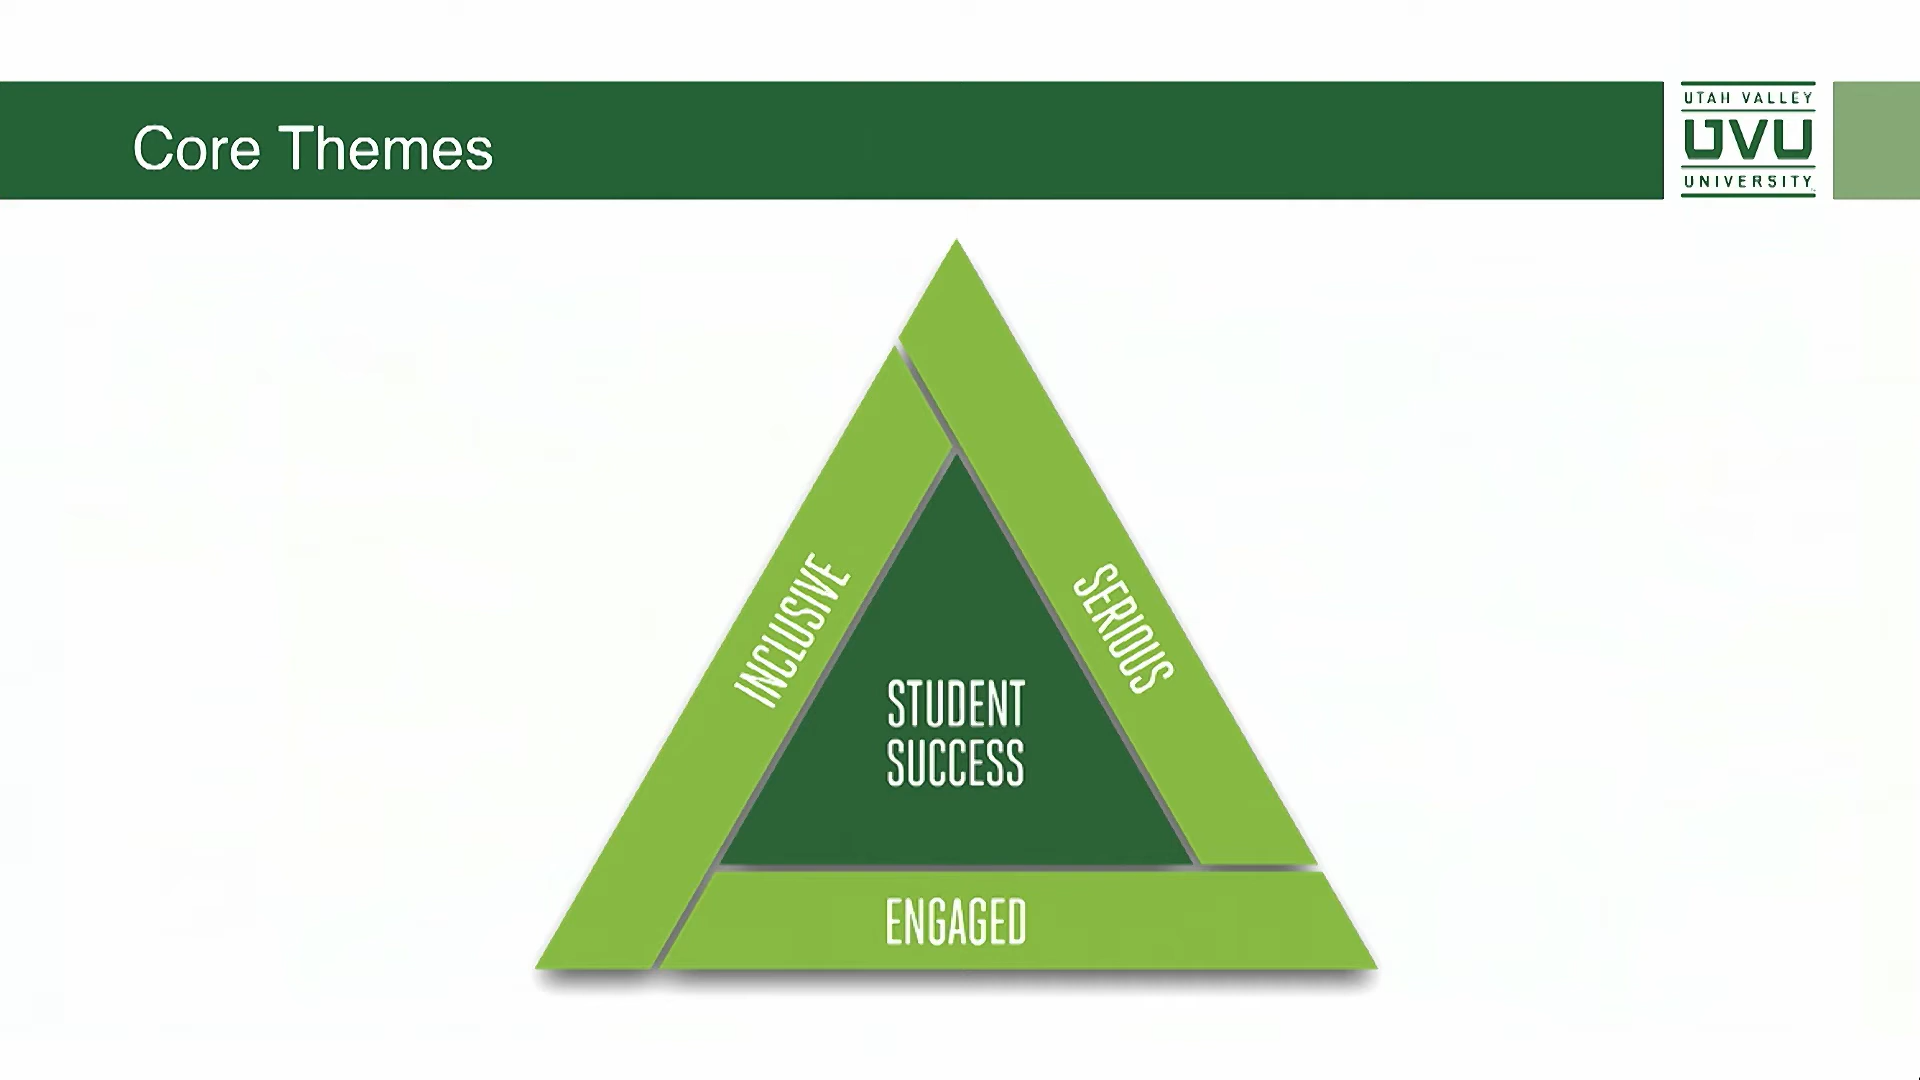 Core Themes
UTAH VALLEY
UVU
UNIVERSITY
INCLUSIVE
SERIOUS
STUDENT
SUCCESS
ENGAGED